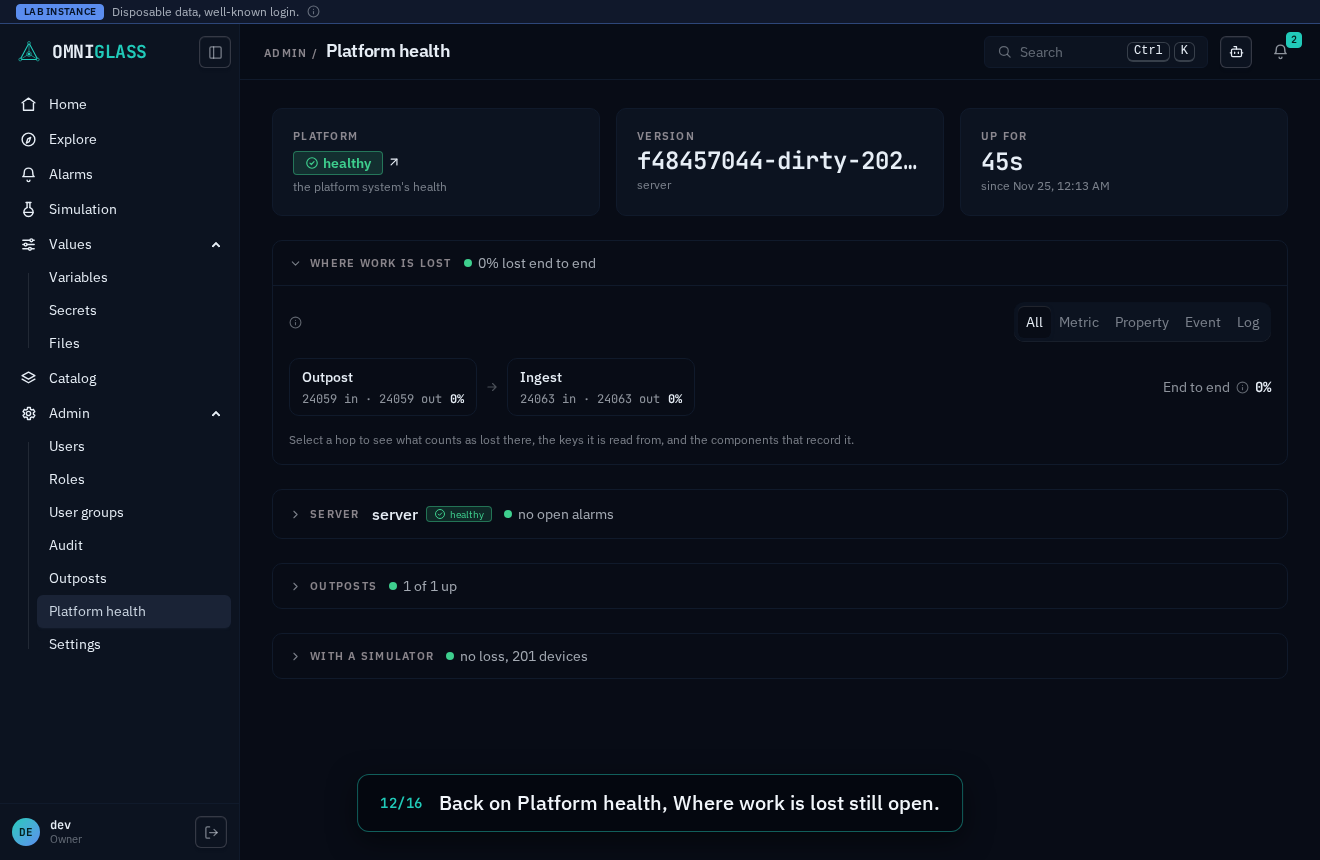 LAB INSTANCE Disposable data, well-known login.
OMNIGLASS
ADMIN / Platform health
Search Ctrl K
2
Home
Explore
Alarms
Simulation
Values
Variables
Secrets
Files
Catalog
Admin
Users
Roles
User groups
Audit
Outposts
Platform health
Settings
DE dev
Owner
PLATFORM
healthy
the platform system's health
VERSION
f48457044-dirty-202…
server
UP FOR
45s
since Nov 25, 12:13 AM
WHERE WORK IS LOST 0% lost end to end
All Metric Property Event Log
Outpost
24059 in · 24059 out 0%
Ingest
24063 in · 24063 out 0%
End to end 0%
Select a hop to see what counts as lost there, the keys it is read from, and the components that record it.
SERVER server healthy no open alarms
OUTPOSTS 1 of 1 up
WITH A SIMULATOR no loss, 201 devices
12/16 Back on Platform health, Where work is lost still open.